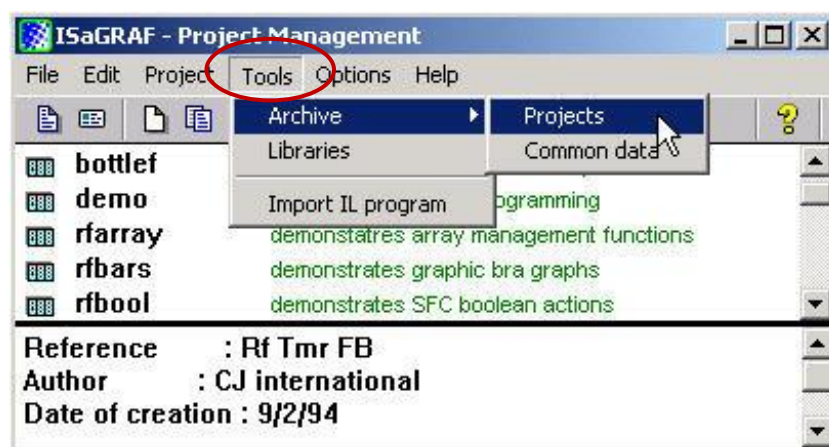 ISaGRAF - Project Management
File Edit Project Tools Options Help
Archive
Projects
Libraries
Common data
Import IL program
bottlef
demo
ogramming
rfarray demonstatres array management functions
rfbars demonstrates graphic bra graphs
rfbool demonstrates SFC boolean actions
Reference : Rf Tmr FB
Author : CJ international
Date of creation : 9/2/94